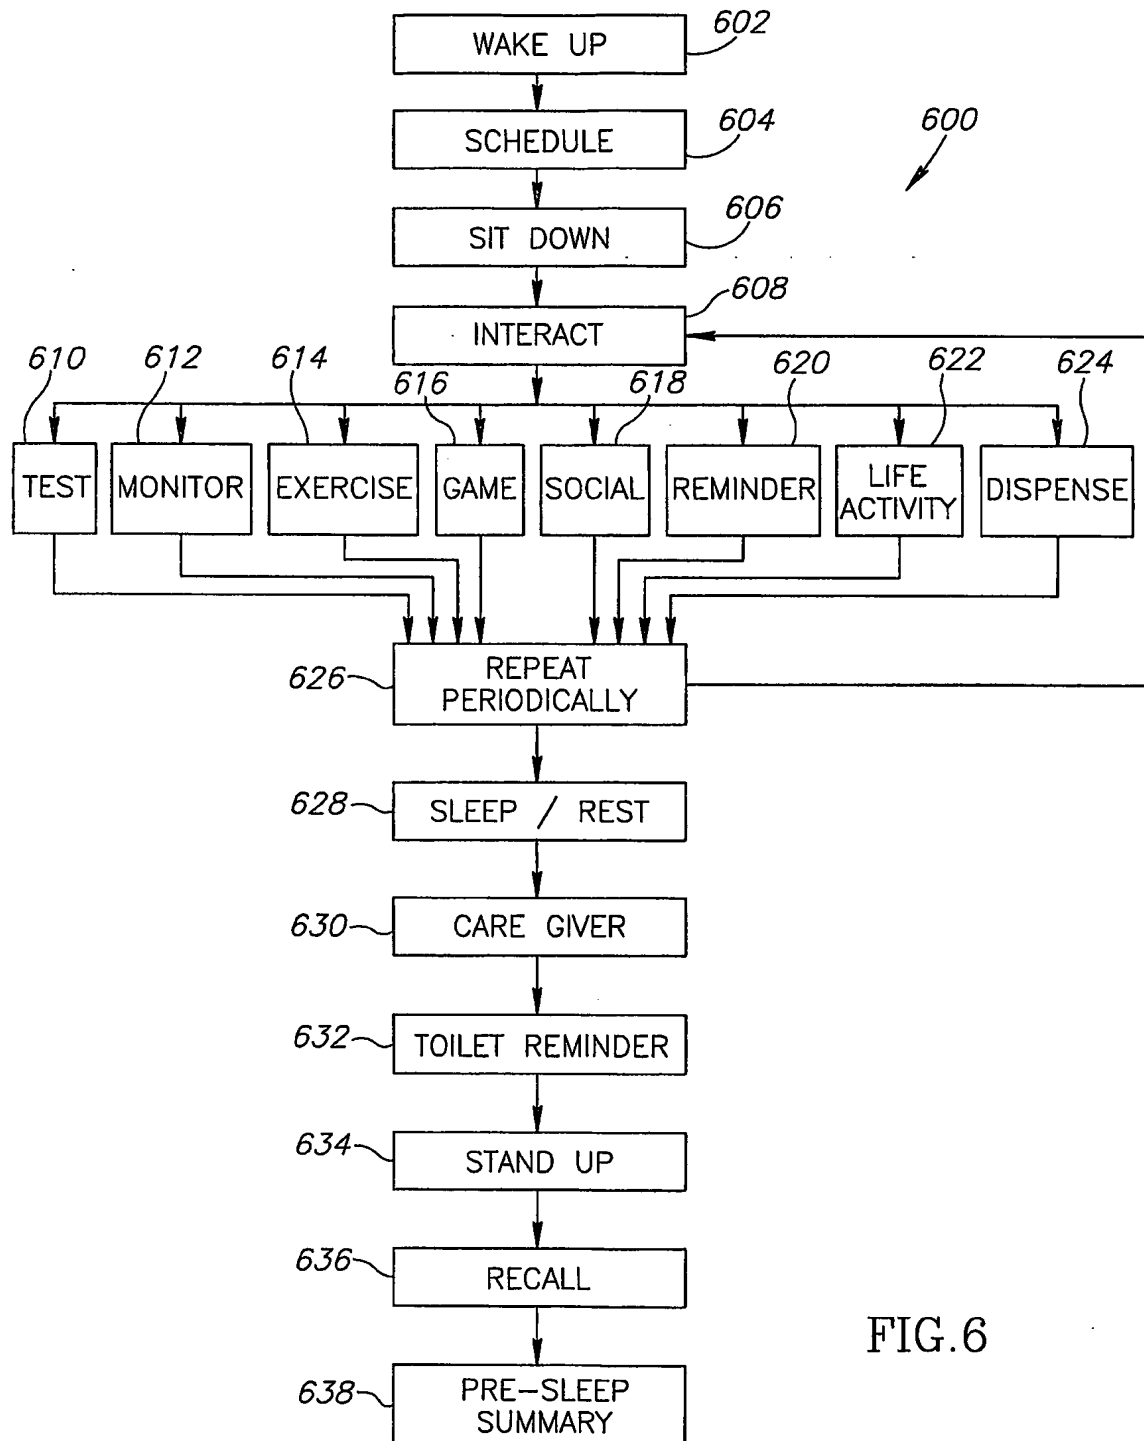 WAKE UP
602
SCHEDULE
604
600
SIT DOWN
606
INTERACT
608
610
612
614
616
618
620
622
624
TEST
MONITOR
EXERCISE
GAME
SOCIAL
REMINDER
LIFE
ACTIVITY
DISPENSE
626
REPEAT
PERIODICALLY
628
SLEEP / REST
630
CARE GIVER
632
TOILET REMINDER
634
STAND UP
636
RECALL
638
PRE-SLEEP
SUMMARY
FIG.6